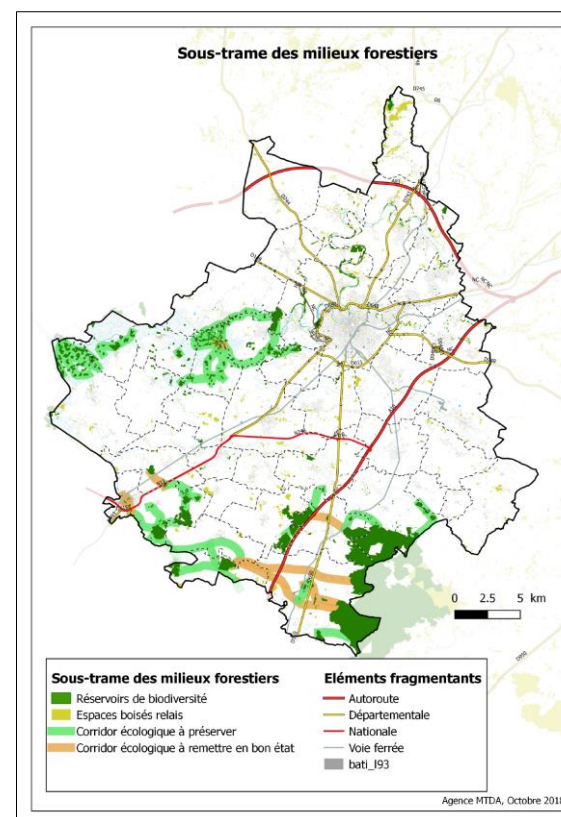 Sous-trame des milieux forestiers
D745
0 2.5 5 km
Sous-trame des milieux forestiers
Réservoirs de biodiversité
Espaces boisés relais
Corridor écologique à préserver
Corridor écologique à remettre en bon état
Eléments fragmentants
Autoroute
Départementale
Nationale
Voie ferrée
bati_l93
D950
Agence MTDA, Octobre 2018